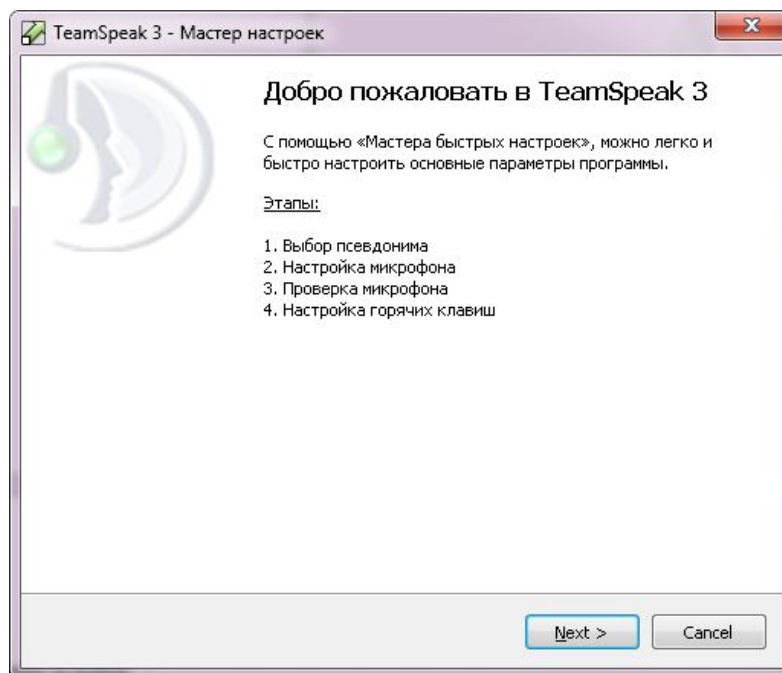 TeamSpeak 3 - Мастер настроек
Добро пожаловать в TeamSpeak 3
С помощью «Мастера быстрых настроек», можно легко и
быстро настроить основные параметры программы.
Этапы:
1. Выбор псевдонима
2. Настройка микрофона
3. Проверка микрофона
4. Настройка горячих клавиш
Next >
Cancel